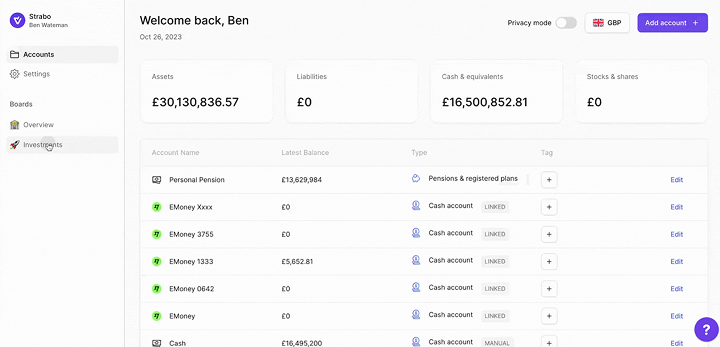 Strabo
Ben Wateman
Accounts
Settings
Boards
Overview
Investments
Welcome back, Ben
Oct 26, 2023
Privacy mode
GBP
Add account +
Assets
£30,130,836.57
Liabilities
£0
Cash & equivalents
£16,500,852.81
Stocks & shares
£0
Account Name Latest Balance Type Tag
Personal Pension £13,629,984 Pensions & registered plans + Edit
EMoney Xxxx £0 Cash account LINKED + Edit
EMoney 3755 £0 Cash account LINKED + Edit
EMoney 1333 £5,652.81 Cash account LINKED + Edit
EMoney 0642 £0 Cash account LINKED + Edit
EMoney £0 Cash account LINKED + Edit
Cash £16,495,200 Cash account MANUAL + Edit
?